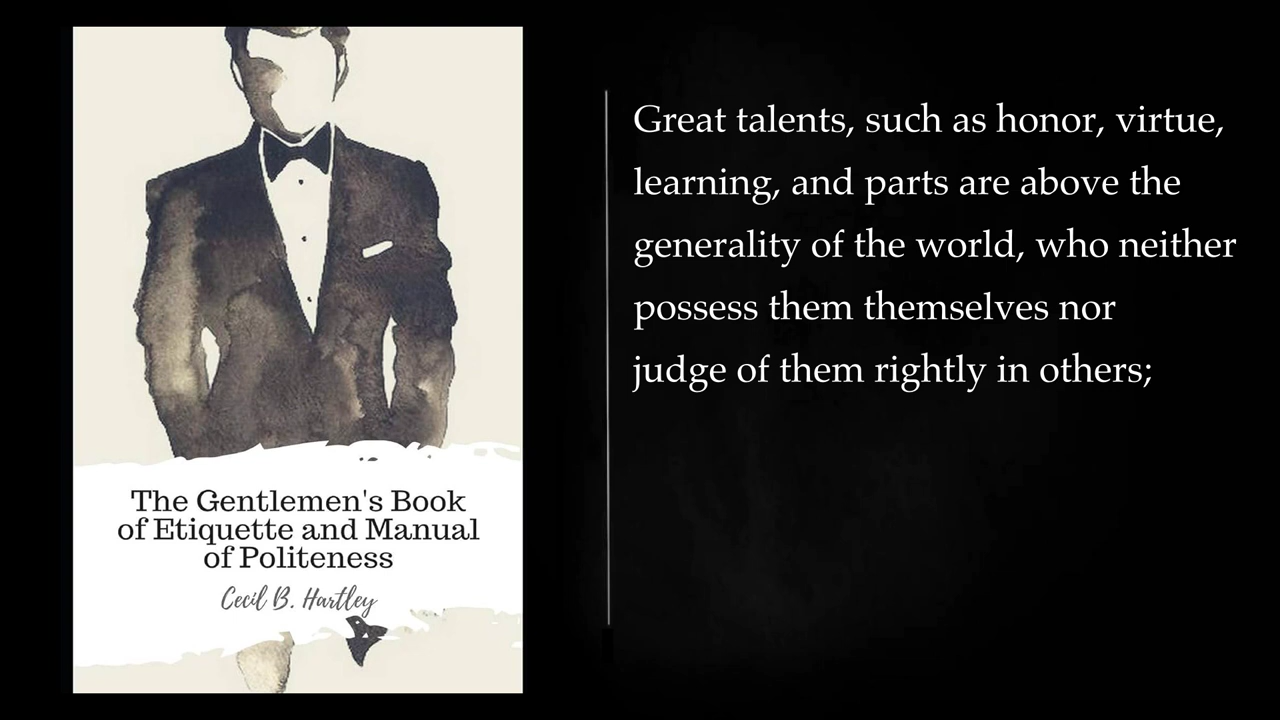 The Gentlemen's Book
of Etiquette and Manual
of Politeness
Cecil B. Hartley
Great talents, such as honor, virtue,
learning, and parts are above the
generality of the world, who neither
possess them themselves nor
judge of them rightly in others;